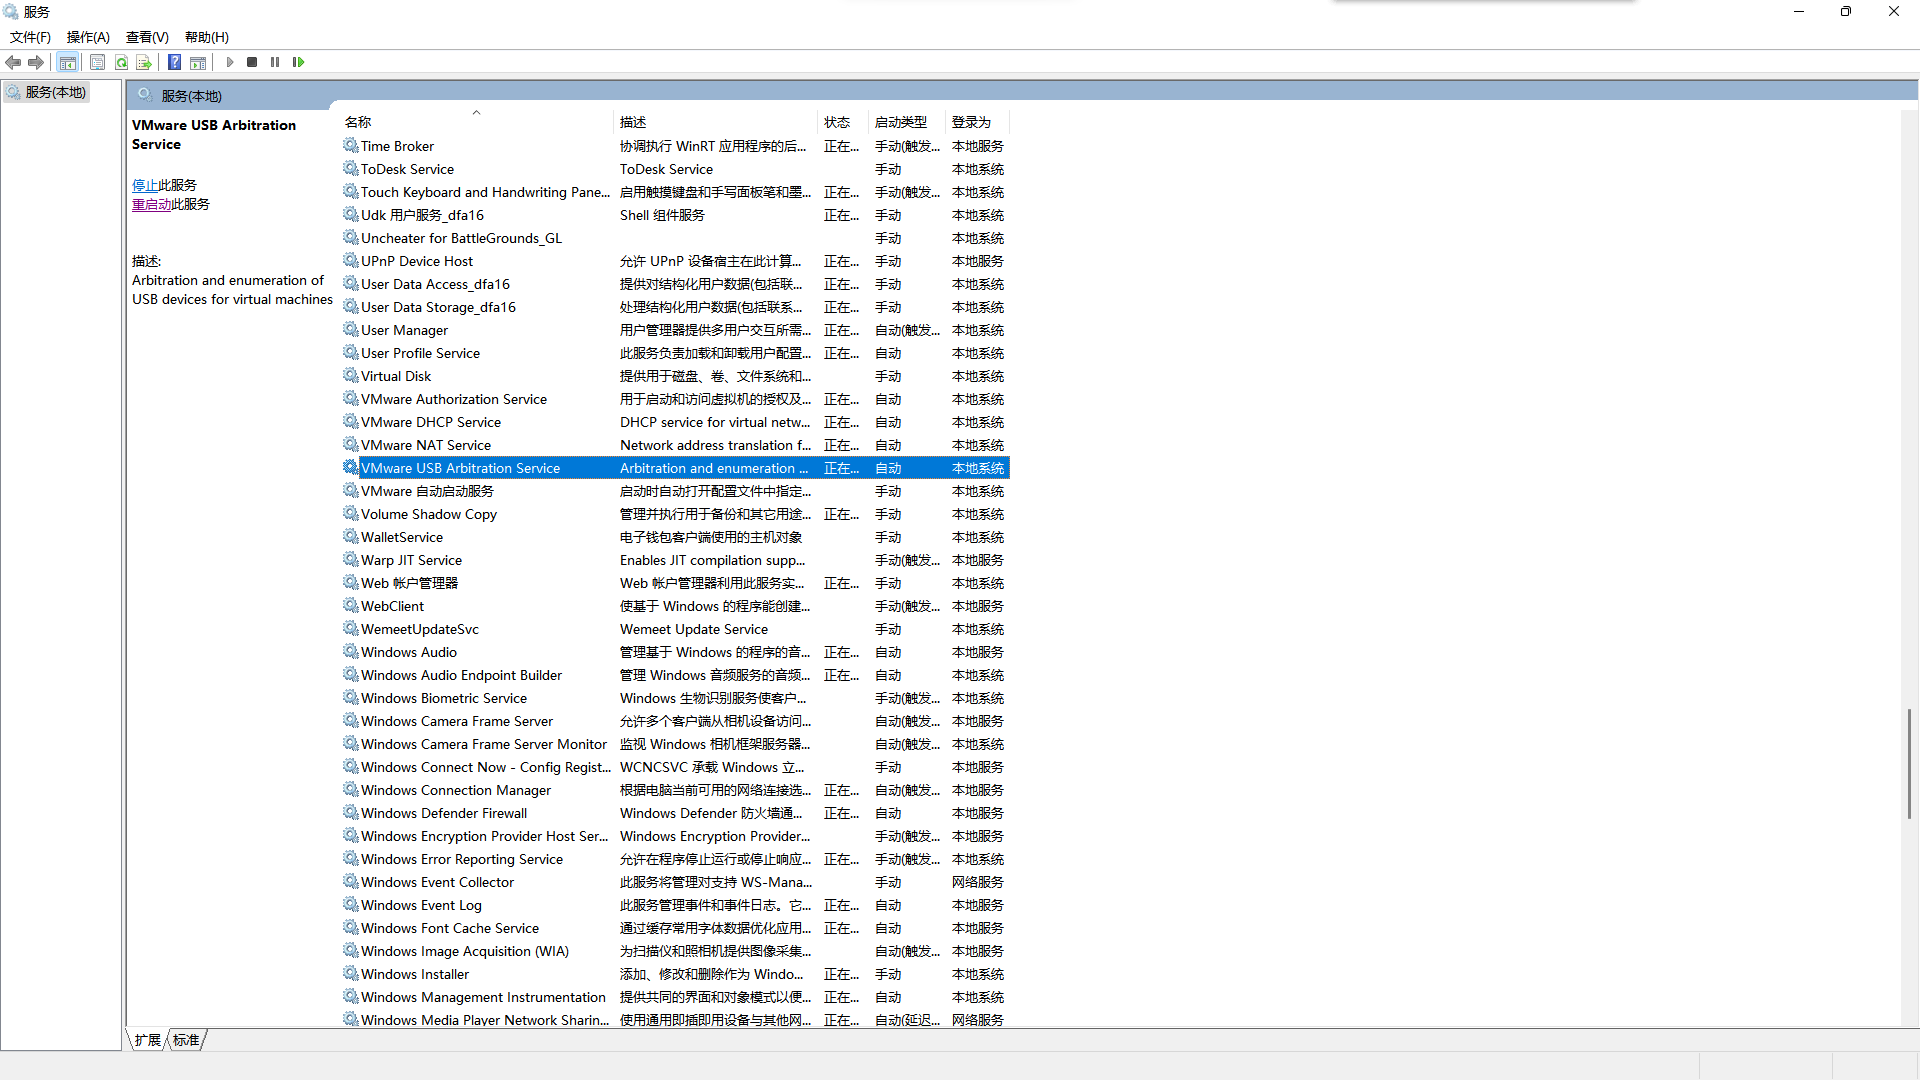 服务
文件(F) 操作(A) 查看(V) 帮助(H)
服务(本地)
服务(本地)
VMware USB Arbitration
Service
停止此服务
重启动此服务
描述:
Arbitration and enumeration of
USB devices for virtual machines
名称 描述 状态 启动类型 登录为
Time Broker 协调执行 WinRT 应用程序的后... 正在... 手动(触发... 本地服务
ToDesk Service ToDesk Service 手动 本地系统
Touch Keyboard and Handwriting Pane... 启用触摸键盘和手写面板笔和墨... 正在... 手动(触发... 本地系统
Udk 用户服务_dfa16 Shell 组件服务 正在... 手动 本地系统
Uncheater for BattleGrounds_GL 手动 本地系统
UPnP Device Host 允许 UPnP 设备宿主在此计算... 正在... 手动 本地服务
User Data Access_dfa16 提供对结构化用户数据(包括联... 正在... 手动 本地系统
User Data Storage_dfa16 处理结构化用户数据(包括联系... 正在... 手动 本地系统
User Manager 用户管理器提供多用户交互所需... 正在... 自动(触发... 本地系统
User Profile Service 此服务负责加载和卸载用户配置... 正在... 自动 本地系统
Virtual Disk 提供用于磁盘、卷、文件系统和... 手动 本地系统
VMware Authorization Service 用于启动和访问虚拟机的授权及... 正在... 自动 本地系统
VMware DHCP Service DHCP service for virtual netw... 正在... 自动 本地系统
VMware NAT Service Network address translation f... 正在... 自动 本地系统
VMware USB Arbitration Service Arbitration and enumeration ... 正在... 自动 本地系统
VMware 自动启动服务 启动时自动打开配置文件中指定... 手动 本地系统
Volume Shadow Copy 管理并执行用于备份和其它用途... 正在... 手动 本地系统
WalletService 电子钱包客户端使用的主机对象 手动 本地系统
Warp JIT Service Enables JIT compilation supp... 手动(触发... 本地服务
Web 帐户管理器 Web 帐户管理器利用此服务实... 正在... 手动 本地系统
WebClient 使基于 Windows 的程序能创建... 手动(触发... 本地服务
WemeetUpdateSvc Wemeet Update Service 手动 本地系统
Windows Audio 管理基于 Windows 的程序的音... 正在... 自动 本地服务
Windows Audio Endpoint Builder 管理 Windows 音频服务的音频... 正在... 自动 本地系统
Windows Biometric Service Windows 生物识别服务使客户... 手动(触发... 本地系统
Windows Camera Frame Server 允许多个客户端从相机设备访问... 自动(触发... 本地服务
Windows Camera Frame Server Monitor 监视 Windows 相机框架服务器... 自动(触发... 本地系统
Windows Connect Now - Config Regist... WCNCSVC 承载 Windows 立... 手动 本地服务
Windows Connection Manager 根据电脑当前可用的网络连接选... 正在... 自动(触发... 本地服务
Windows Defender Firewall Windows Defender 防火墙通... 正在... 自动 本地服务
Windows Encryption Provider Host Ser... Windows Encryption Provider... 手动(触发... 本地服务
Windows Error Reporting Service 允许在程序停止运行或停止响应... 正在... 手动(触发... 本地系统
Windows Event Collector 此服务将管理对支持 WS-Mana... 手动 网络服务
Windows Event Log 此服务管理事件和事件日志。它... 正在... 自动 本地服务
Windows Font Cache Service 通过缓存常用字体数据优化应用... 正在... 自动 本地服务
Windows Image Acquisition (WIA) 为扫描仪和照相机提供图像采集... 自动(触发... 本地服务
Windows Installer 添加、修改和删除作为 Windo... 正在... 手动 本地系统
Windows Management Instrumentation 提供共同的界面和对象模式以便... 正在... 自动 本地系统
Windows Media Player Network Sharin... 使用通用即插即用设备与其他网... 正在... 自动(延迟... 网络服务
扩展 标准